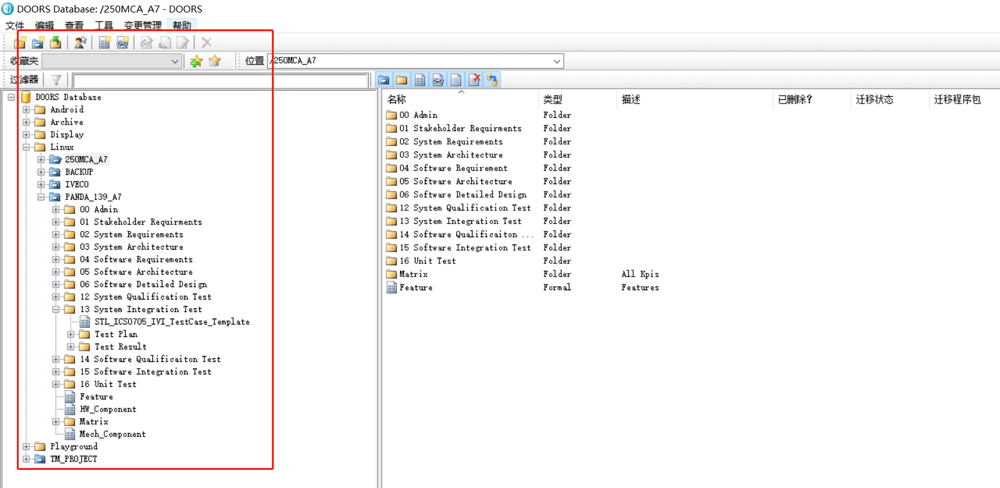 DOORS Database: /250MCA_A7 - DOORS
文件 编辑 查看 工具 变更管理 帮助
收藏夹 位置 /250MCA_A7
过滤器
DOORS Database
Android
Archive
Display
Linux
250MCA_A7
BACKUP
IVECO
PANDA_139_A7
00 Admin
01 Stakeholder Requirments
02 System Requirements
03 System Architecture
04 Software Requirements
05 Software Architecture
06 Software Detailed Design
12 System Qualification Test
13 System Integration Test
STL_ICS0705_IVI_TestCase_Template
Test Plan
Test Result
14 Software Qualificaiton Test
15 Software Integration Test
16 Unit Test
Feature
HW_Component
Matrix
Mech_Component
Playground
TM_PROJECT
名称 类型 描述 已删除? 迁移状态 迁移程序包
00 Admin Folder
01 Stakeholder Requirments Folder
02 System Requirements Folder
03 System Architecture Folder
04 Software Requirement Folder
05 Software Architecture Folder
06 Software Detailed Design Folder
12 System Qualification Test Folder
13 System Integration Test Folder
14 Software Qualificaiton ... Folder
15 Software Integration Test Folder
16 Unit Test Folder
Matrix Folder All Kpis
Feature Formal Features